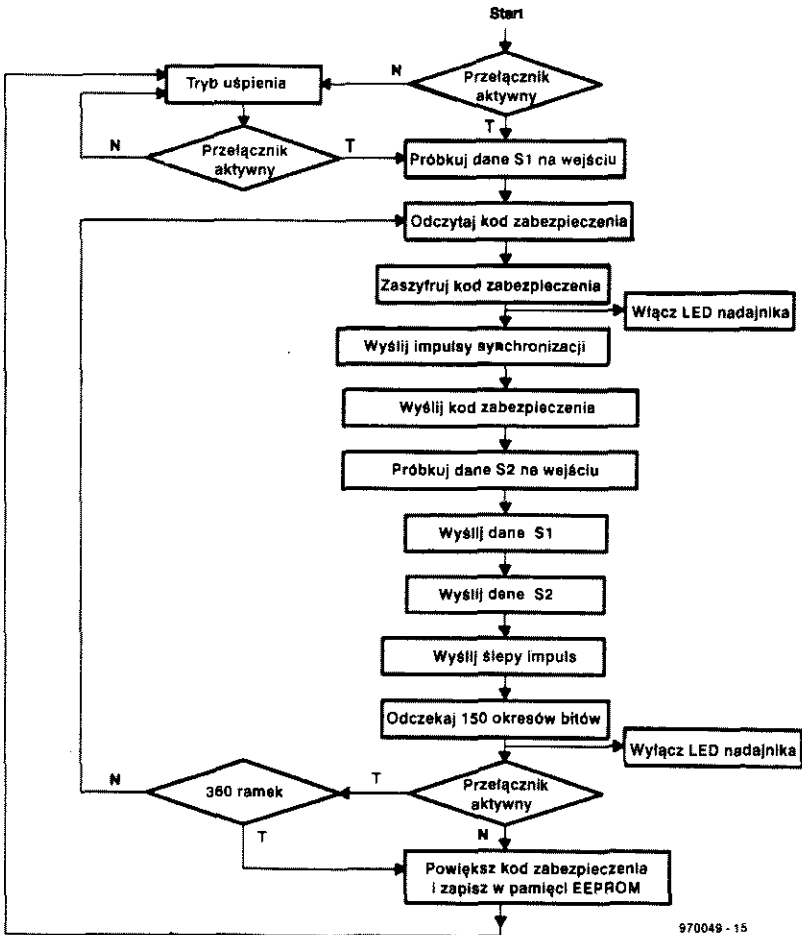 Start
Przełącznik
aktywny
N
T
Tryb uśpienia
Przełącznik
aktywny
N
T
Próbkuj dane S1 na wejściu
Odczytaj kod zabezpieczenia
Zaszyfruj kod zabezpieczenia
Włącz LED nadajnika
Wyślij impulsy synchronizacji
Wyślij kod zabezpieczenia
Próbkuj dane S2 na wejściu
Wyślij dane S1
Wyślij dane S2
Wyślij ślepy impuls
Odczekaj 150 okresów bitów
Wyłącz LED nadajnika
Przełącznik
aktywny
T
N
360 ramek
N
T
Powiększ kod zabezpieczenia
i zapisz w pamięci EEPROM
970049 - 15